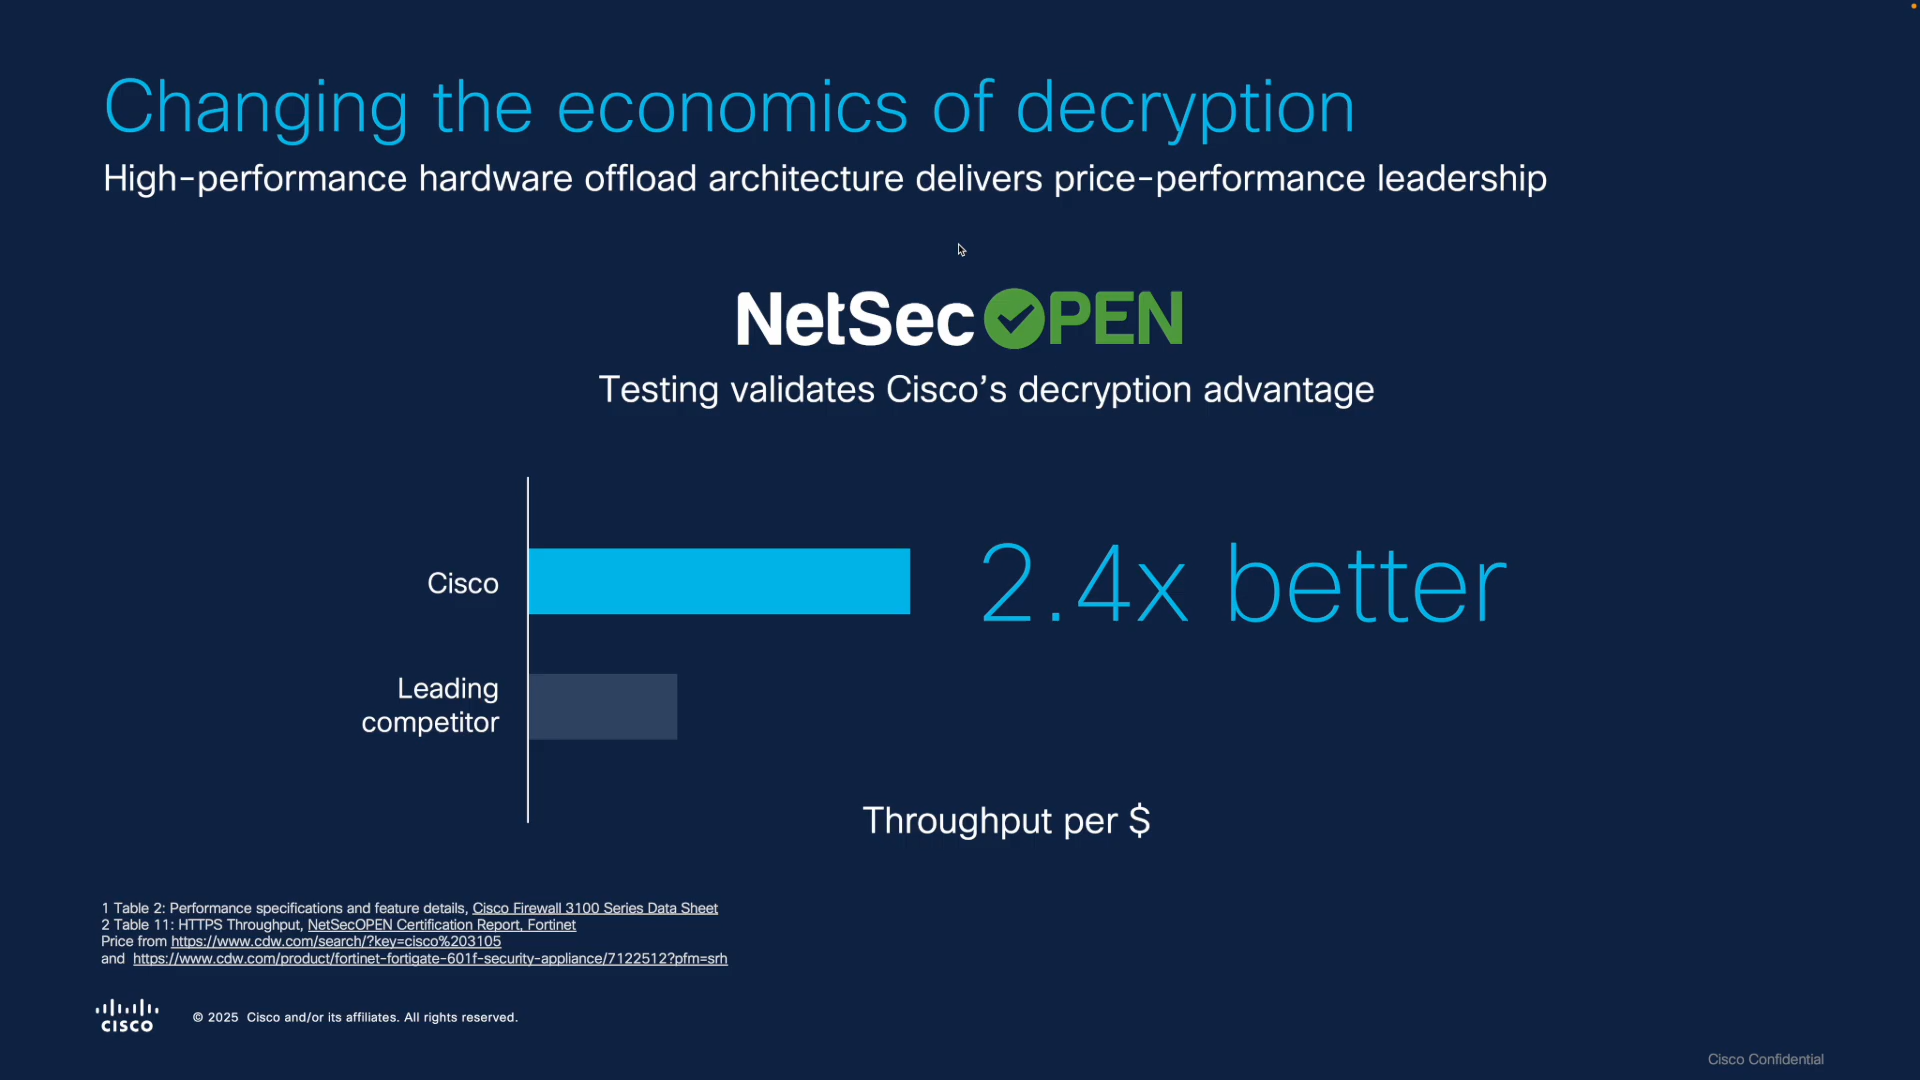 Changing the economics of decryption
High-performance hardware offload architecture delivers price-performance leadership
NetSecOPEN
Testing validates Cisco’s decryption advantage
Cisco
2.4x better
Leading
competitor
Throughput per $
1 Table 2: Performance specifications and feature details, Cisco Firewall 3100 Series Data Sheet
2 Table 11: HTTPS Throughput, NetSecOPEN Certification Report, Fortinet
Price from https://www.cdw.com/search/?key=cisco%203105
and https://www.cdw.com/product/fortinet-fortigate-601f-security-appliance/7122512?pfm=srh
CISCO
© 2025 Cisco and/or its affiliates. All rights reserved.
Cisco Confidential